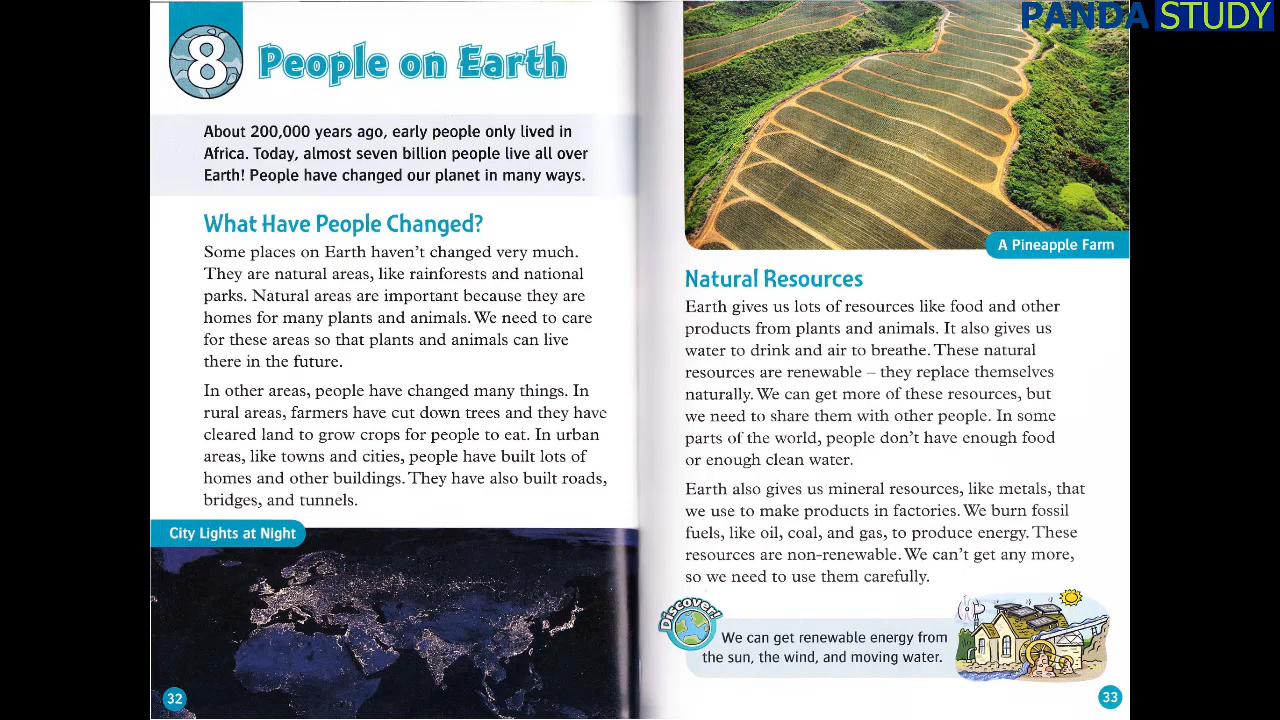 PANDA STUDY
8
People on Earth
About 200,000 years ago, early people only lived in
Africa. Today, almost seven billion people live all over
Earth! People have changed our planet in many ways.
What Have People Changed?
Some places on Earth haven't changed very much.
They are natural areas, like rainforests and national
parks. Natural areas are important because they are
homes for many plants and animals. We need to care
for these areas so that plants and animals can live
there in the future.
In other areas, people have changed many things. In
rural areas, farmers have cut down trees and they have
cleared land to grow crops for people to eat. In urban
areas, like towns and cities, people have built lots of
homes and other buildings. They have also built roads,
bridges, and tunnels.
City Lights at Night
32
A Pineapple Farm
Natural Resources
Earth gives us lots of resources like food and other
products from plants and animals. It also gives us
water to drink and air to breathe. These natural
resources are renewable – they replace themselves
naturally. We can get more of these resources, but
we need to share them with other people. In some
parts of the world, people don't have enough food
or enough clean water.
Earth also gives us mineral resources, like metals, that
we use to make products in factories. We burn fossil
fuels, like oil, coal, and gas, to produce energy. These
resources are non-renewable. We can't get any more,
so we need to use them carefully.
Discover!
We can get renewable energy from
the sun, the wind, and moving water.
33